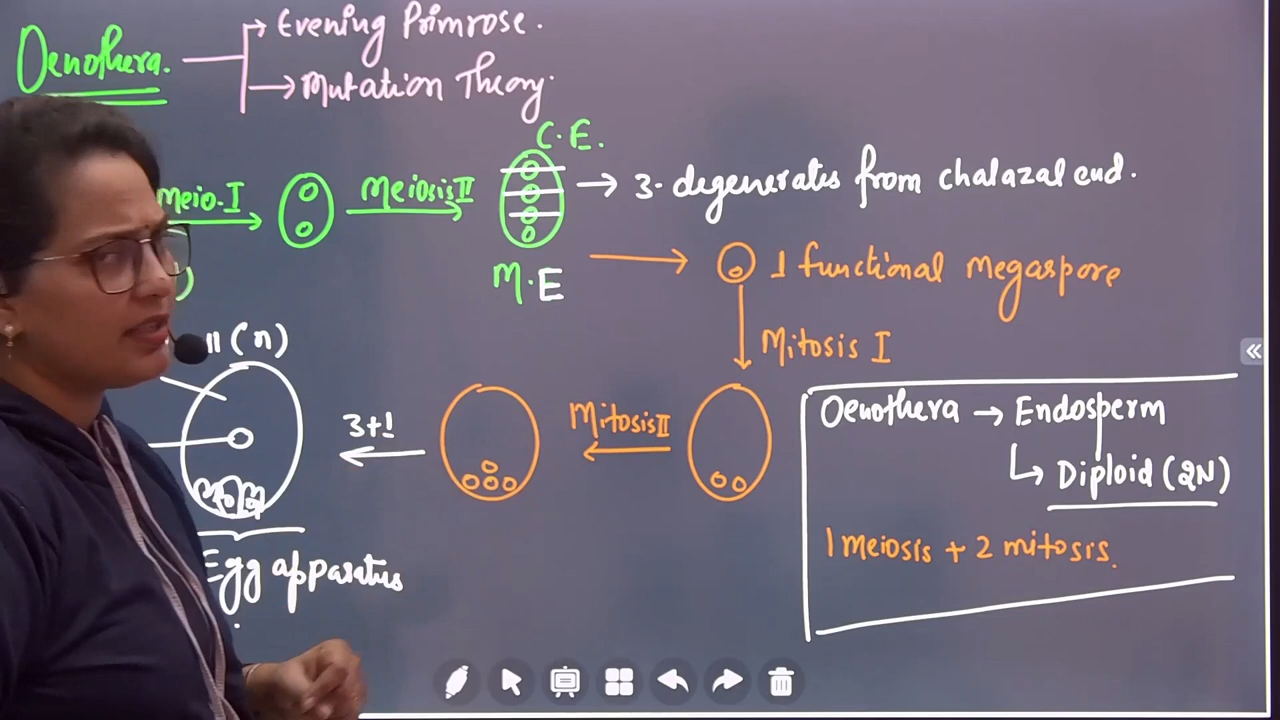 Oenothera.
→ Evening Primrose.
→ Mutation Theory.
C.E.
Meio.I
Meiosis II
→ 3-degenerates from chalazal end.
M.E
1 functional Megaspore
(n)
Mitosis I
3+1
Mitosis II
Oenothera → Endosperm
Diploid (2N)
1 meiosis + 2 mitosis.
Egg apparatus
«